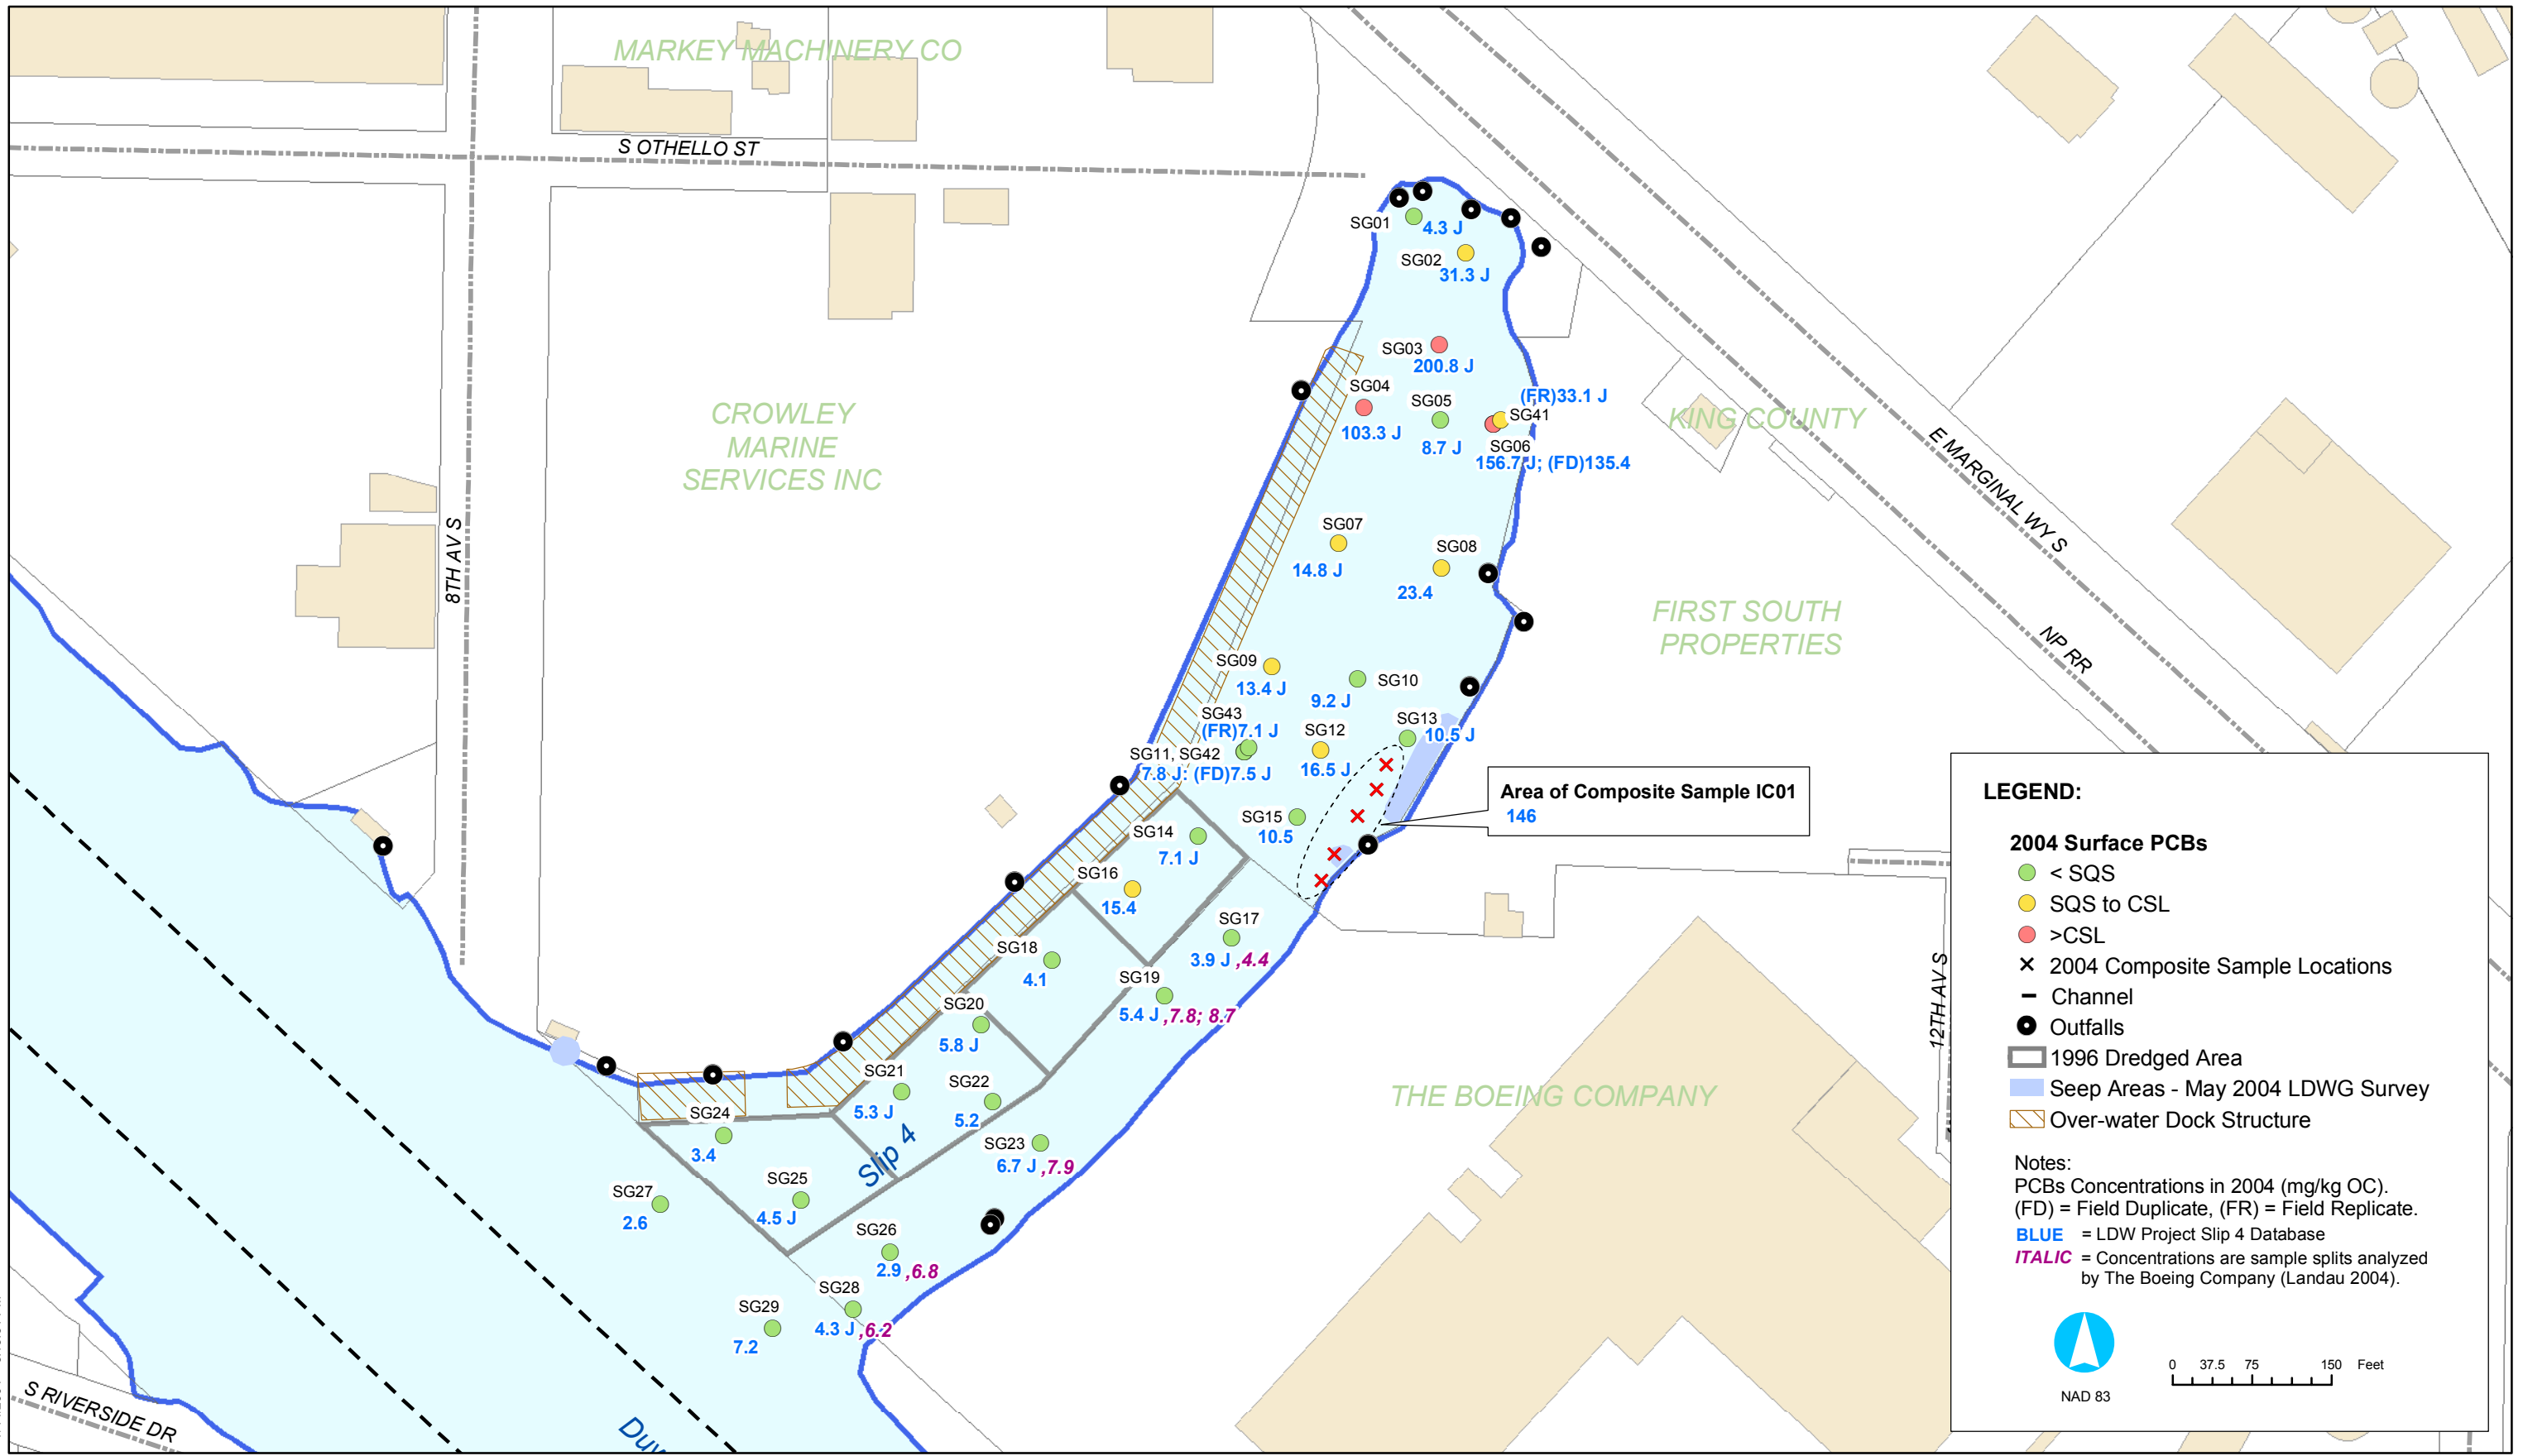 MARKEY MACHINERY CO
S OTHELLO ST
SG01
4.3 J
SG02
31.3 J
SG03
200.8 J
SG04
103.3 J
SG05
8.7 J
(FR)33.1 J
SG41
SG06
156.7 J; (FD)135.4
KING COUNTY
CROWLEY
MARINE
SERVICES INC
E MARGINAL WY S
8TH AV S
SG07
14.8 J
SG08
23.4
FIRST SOUTH
PROPERTIES
NP RR
SG09
13.4 J
SG10
9.2 J
SG43
(FR)7.1 J
SG12
16.5 J
SG13
10.5 J
SG11, SG42
7.8 J; (FD)7.5 J
Area of Composite Sample IC01
146
SG15
10.5
SG14
7.1 J
SG16
15.4
SG17
3.9 J ,4.4
SG18
4.1
SG19
5.4 J ,7.8; 8.7
SG20
5.8 J
SG21
5.3 J
SG22
5.2
SG23
6.7 J ,7.9
SG24
3.4
Slip 4
SG25
4.5 J
SG27
2.6
SG26
2.9 ,6.8
SG28
4.3 J ,6.2
SG29
7.2
THE BOEING COMPANY
12TH AV S
S RIVERSIDE DR
Duw
LEGEND:
2004 Surface PCBs
< SQS
SQS to CSL
>CSL
2004 Composite Sample Locations
Channel
Outfalls
1996 Dredged Area
Seep Areas - May 2004 LDWG Survey
Over-water Dock Structure
Notes:
PCBs Concentrations in 2004 (mg/kg OC).
(FD) = Field Duplicate, (FR) = Field Replicate.
BLUE = LDW Project Slip 4 Database
ITALIC = Concentrations are sample splits analyzed
by The Boeing Company (Landau 2004).
NAD 83
0 37.5 75 150 Feet